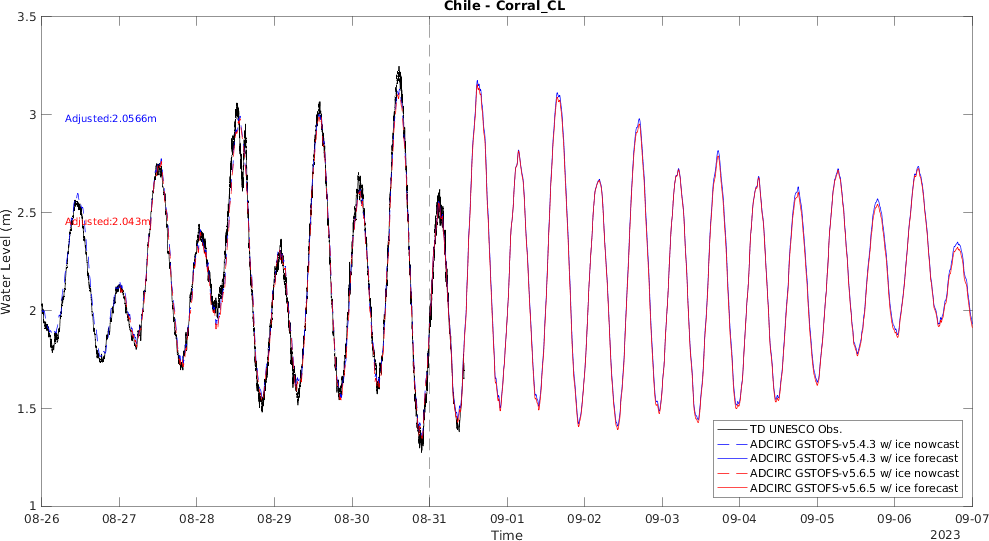 Chile - Corral_CL
3.5
3
2.5
2
1.5
1
Water Level (m)
Adjusted:2.0566m
Adjusted:2.043m
TD UNESCO Obs.
ADCIRC GSTOFS-v5.4.3 w/ ice nowcast
ADCIRC GSTOFS-v5.4.3 w/ ice forecast
ADCIRC GSTOFS-v5.6.5 w/ ice nowcast
ADCIRC GSTOFS-v5.6.5 w/ ice forecast
08-26 08-27 08-28 08-29 08-30 08-31 09-01 09-02 09-03 09-04 09-05 09-06 09-07
Time
2023